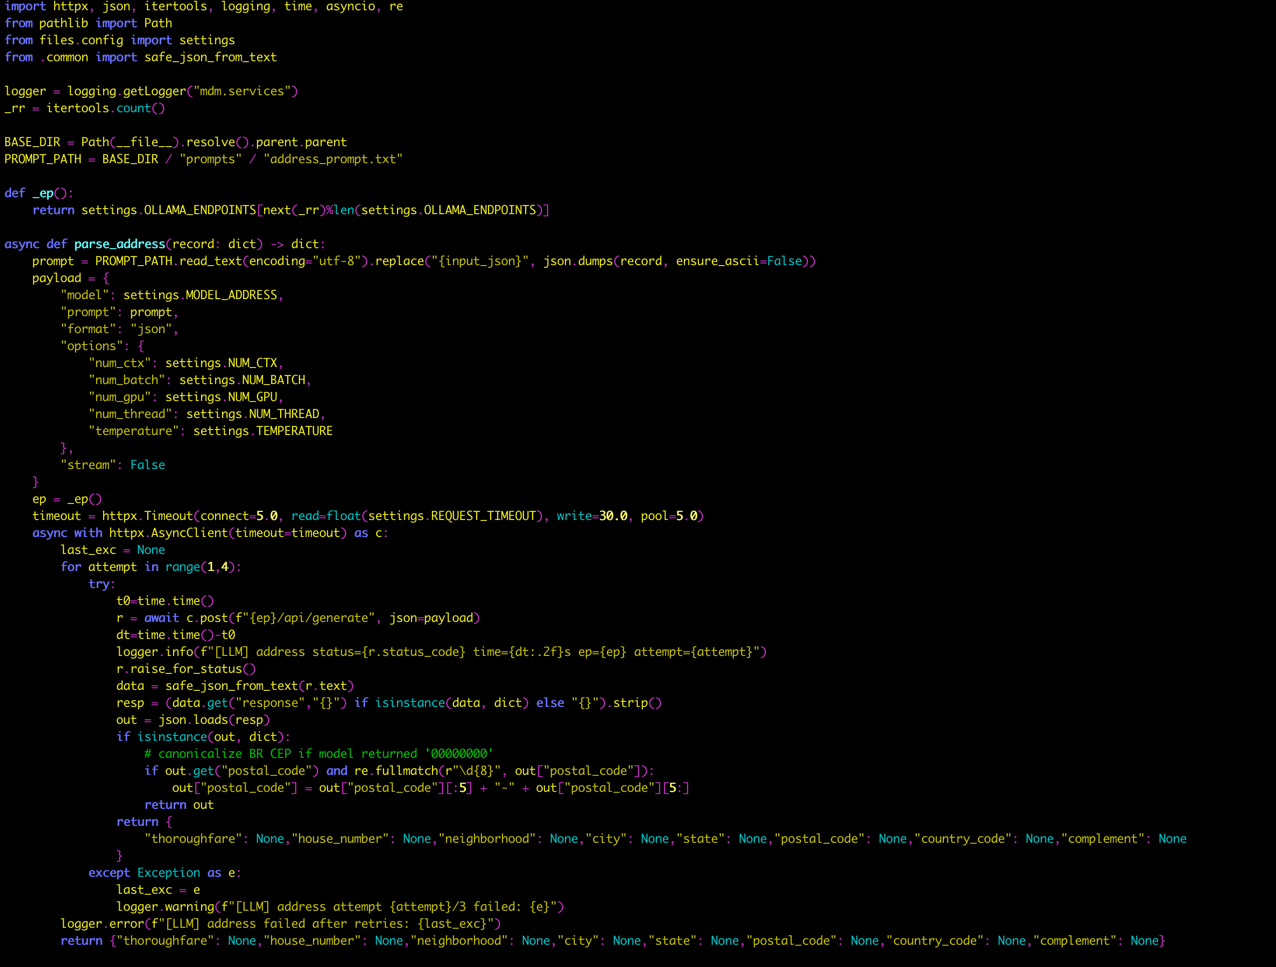 import httpx, json, itertools, logging, time, asyncio, re
from pathlib import Path
from files.config import settings
from .common import safe_json_from_text

logger = logging.getLogger("mdm.services")
_rr = itertools.count()

BASE_DIR = Path(__file__).resolve().parent.parent
PROMPT_PATH = BASE_DIR / "prompts" / "address_prompt.txt"

def _ep():
    return settings.OLLAMA_ENDPOINTS[next(_rr)%len(settings.OLLAMA_ENDPOINTS)]

async def parse_address(record: dict) -> dict:
    prompt = PROMPT_PATH.read_text(encoding="utf-8").replace("{input_json}", json.dumps(record, ensure_ascii=False))
    payload = {
        "model": settings.MODEL_ADDRESS,
        "prompt": prompt,
        "format": "json",
        "options": {
            "num_ctx": settings.NUM_CTX,
            "num_batch": settings.NUM_BATCH,
            "num_gpu": settings.NUM_GPU,
            "num_thread": settings.NUM_THREAD,
            "temperature": settings.TEMPERATURE
        },
        "stream": False
    }
    ep = _ep()
    timeout = httpx.Timeout(connect=5.0, read=float(settings.REQUEST_TIMEOUT), write=30.0, pool=5.0)
    async with httpx.AsyncClient(timeout=timeout) as c:
        last_exc = None
        for attempt in range(1,4):
            try:
                t0=time.time()
                r = await c.post(f"{ep}/api/generate", json=payload)
                dt=time.time()-t0
                logger.info(f"[LLM] address status={r.status_code} time={dt:.2f}s ep={ep} attempt={attempt}")
                r.raise_for_status()
                data = safe_json_from_text(r.text)
                resp = (data.get("response","{}") if isinstance(data, dict) else "{}").strip()
                out = json.loads(resp)
                if isinstance(out, dict):
                    # canonicalize BR CEP if model returned '00000000'
                    if out.get("postal_code") and re.fullmatch(r"\d{8}", out["postal_code"]):
                        out["postal_code"] = out["postal_code"][:5] + "-" + out["postal_code"][5:]
                    return out
                return {
                    "thoroughfare": None,"house_number": None,"neighborhood": None,"city": None,"state": None,"postal_code": None,"country_code": None,"complement": None
                }
            except Exception as e:
                last_exc = e
                logger.warning(f"[LLM] address attempt {attempt}/3 failed: {e}")
        logger.error(f"[LLM] address failed after retries: {last_exc}")
        return {"thoroughfare": None,"house_number": None,"neighborhood": None,"city": None,"state": None,"postal_code": None,"country_code": None,"complement": None}